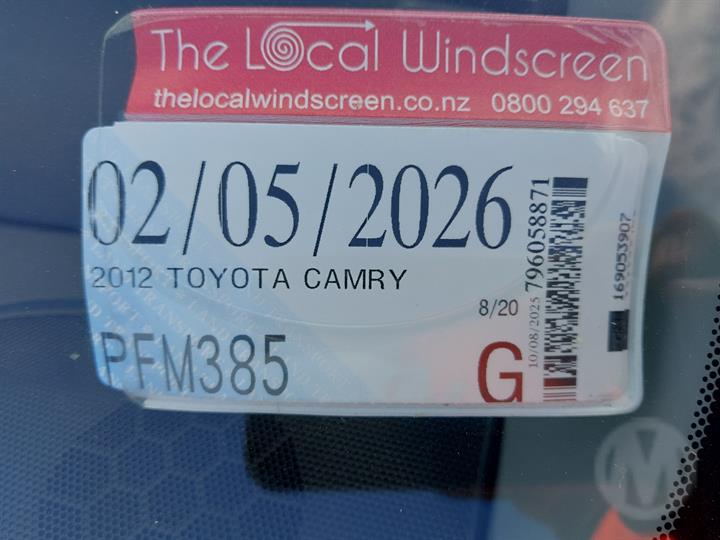 The Local Windscreen
thelocalwindscreen.co.nz 0800 294 637
02/05/2026
2012 TOYOTA CAMRY
8/20
PFM385
G
10/08/2025
796058871
169053907
M